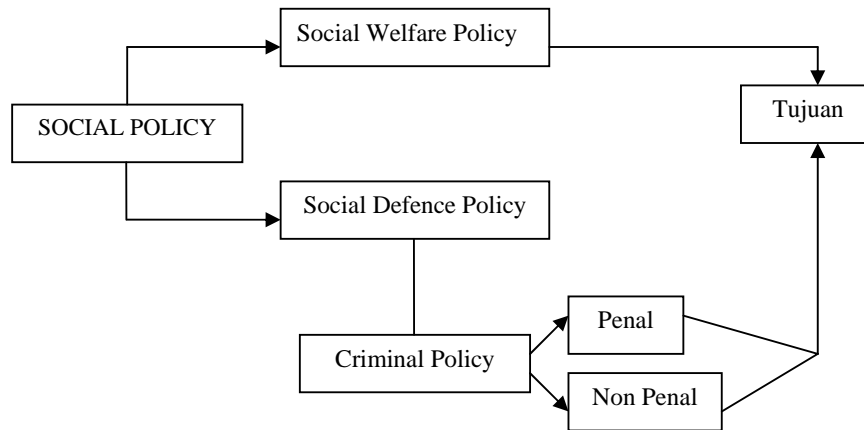 Social Welfare Policy
Tujuan
SOCIAL POLICY
Social Defence Policy
Penal
Criminal Policy
Non Penal